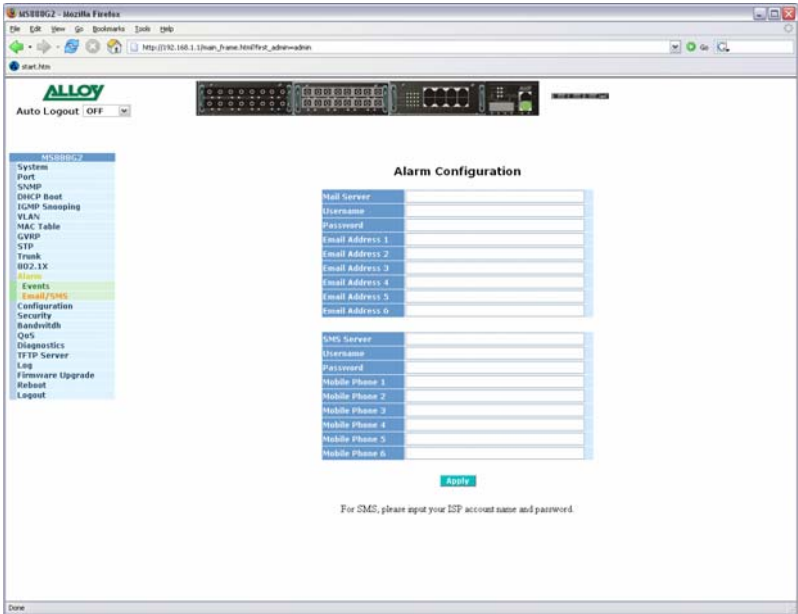 MS888G2 - Mozilla Firefox
File Edit View Go Bookmarks Tools Help
http://192.168.1.1/main_frame.html?first_admin=admin
Go
start.htm
ALLOY
Auto Logout OFF
MS888G2
System
Port
SNMP
DHCP Boot
IGMP Snooping
VLAN
MAC Table
GVRP
STP
Trunk
802.1X
Alarm
Events
Email/SMS
Configuration
Security
Bandwitdh
QoS
Diagnostics
TFTP Server
Log
Firmware Upgrade
Reboot
Logout
Alarm Configuration
Mail Server
Username
Password
Email Address 1
Email Address 2
Email Address 3
Email Address 4
Email Address 5
Email Address 6
SMS Server
Username
Password
Mobile Phone 1
Mobile Phone 2
Mobile Phone 3
Mobile Phone 4
Mobile Phone 5
Mobile Phone 6
Apply
For SMS, please input your ISP account name and password.
Done